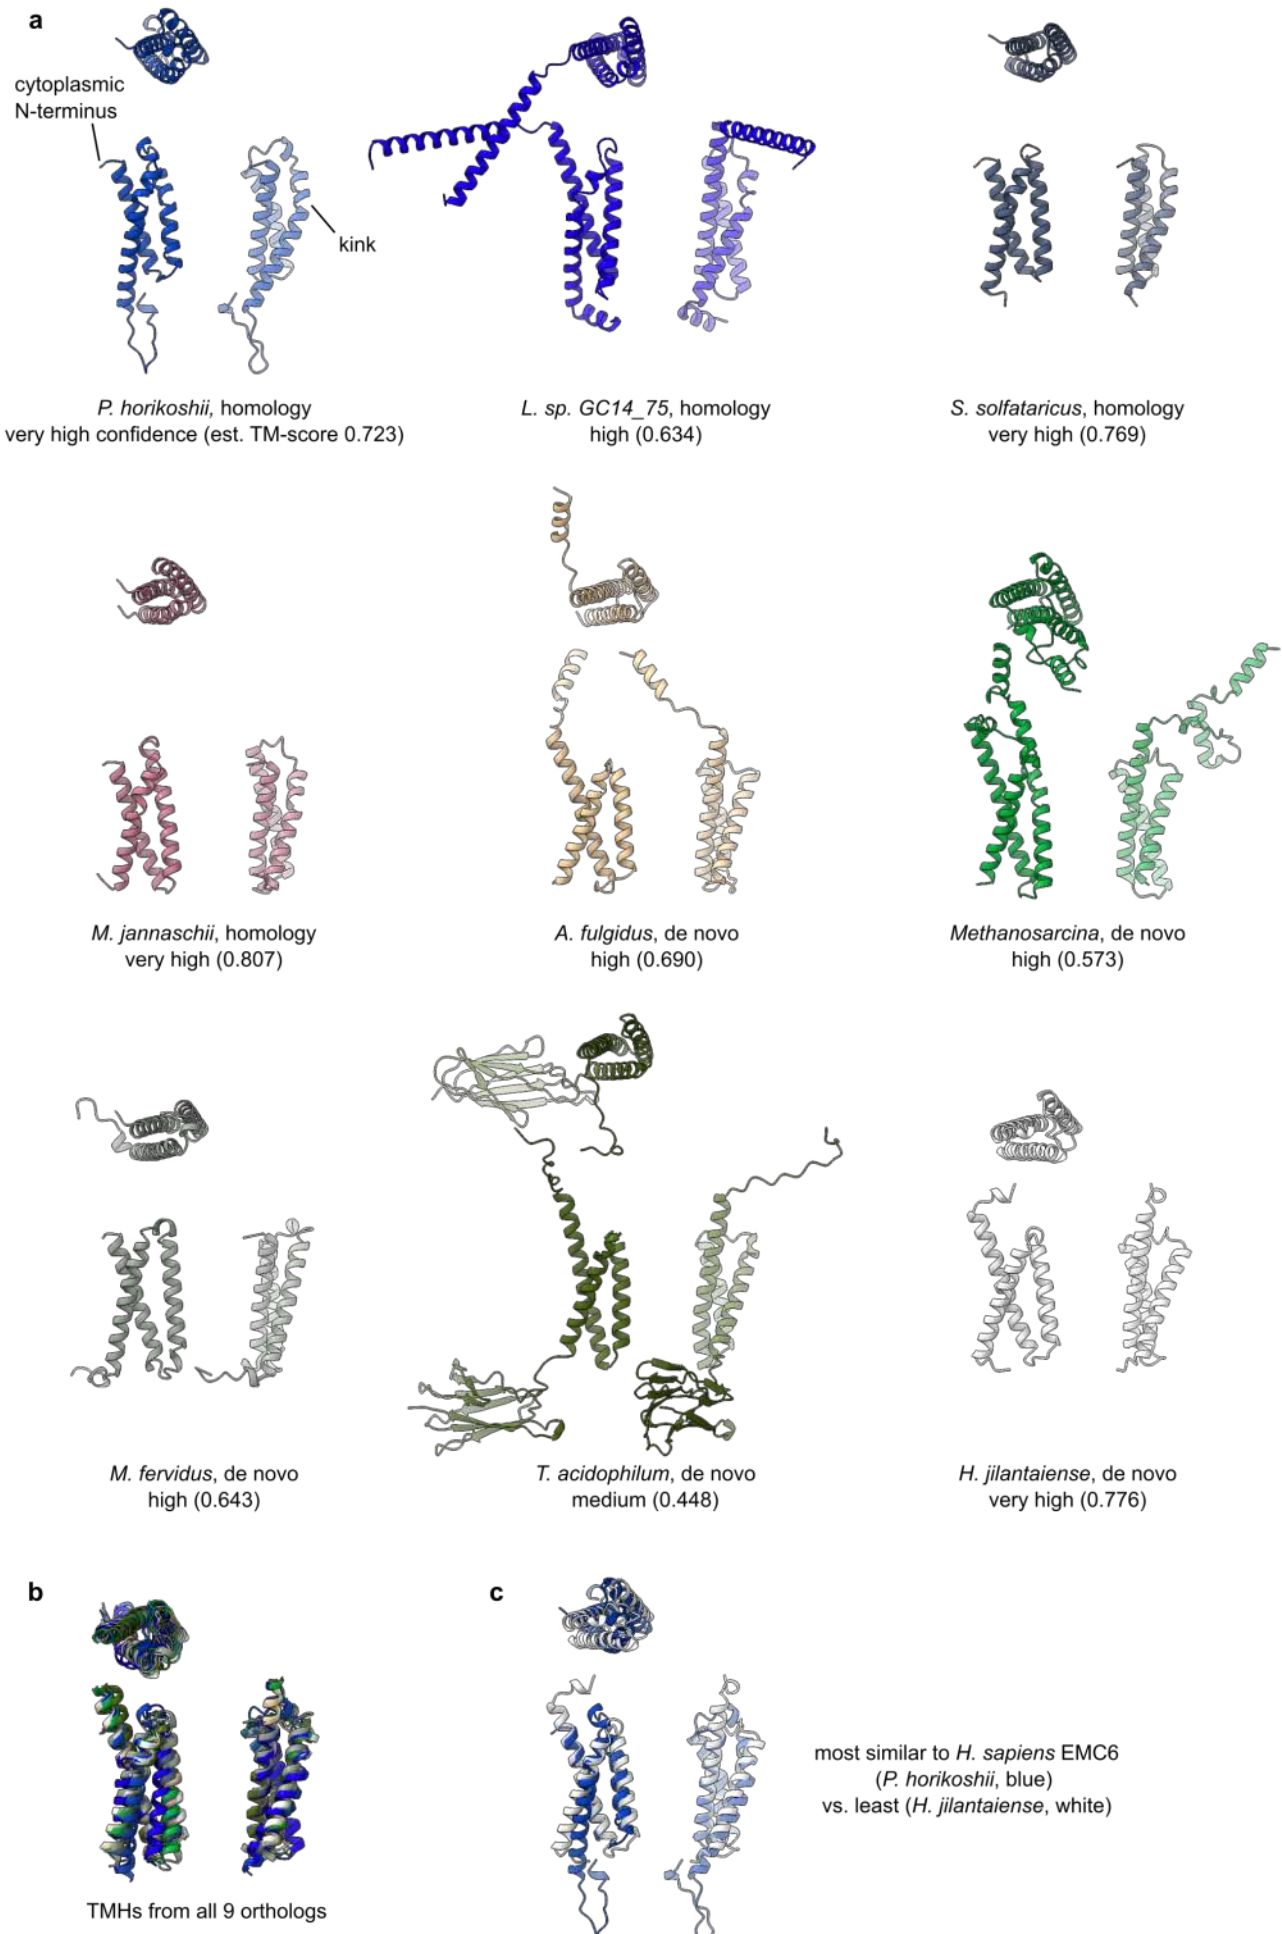 a
cytoplasmic
N-terminus
kink
P. horikoshii, homology
very high confidence (est. TM-score 0.723)
L. sp. GC14_75, homology
high (0.634)
S. solfataricus, homology
very high (0.769)
M. jannaschii, homology
very high (0.807)
A. fulgidus, de novo
high (0.690)
Methanosarcina, de novo
high (0.573)
M. fervidus, de novo
high (0.643)
T. acidophilum, de novo
medium (0.448)
H. jilantaiense, de novo
very high (0.776)
b
TMHs from all 9 orthologs
c
most similar to H. sapiens EMC6
(P. horikoshii, blue)
vs. least (H. jilantaiense, white)